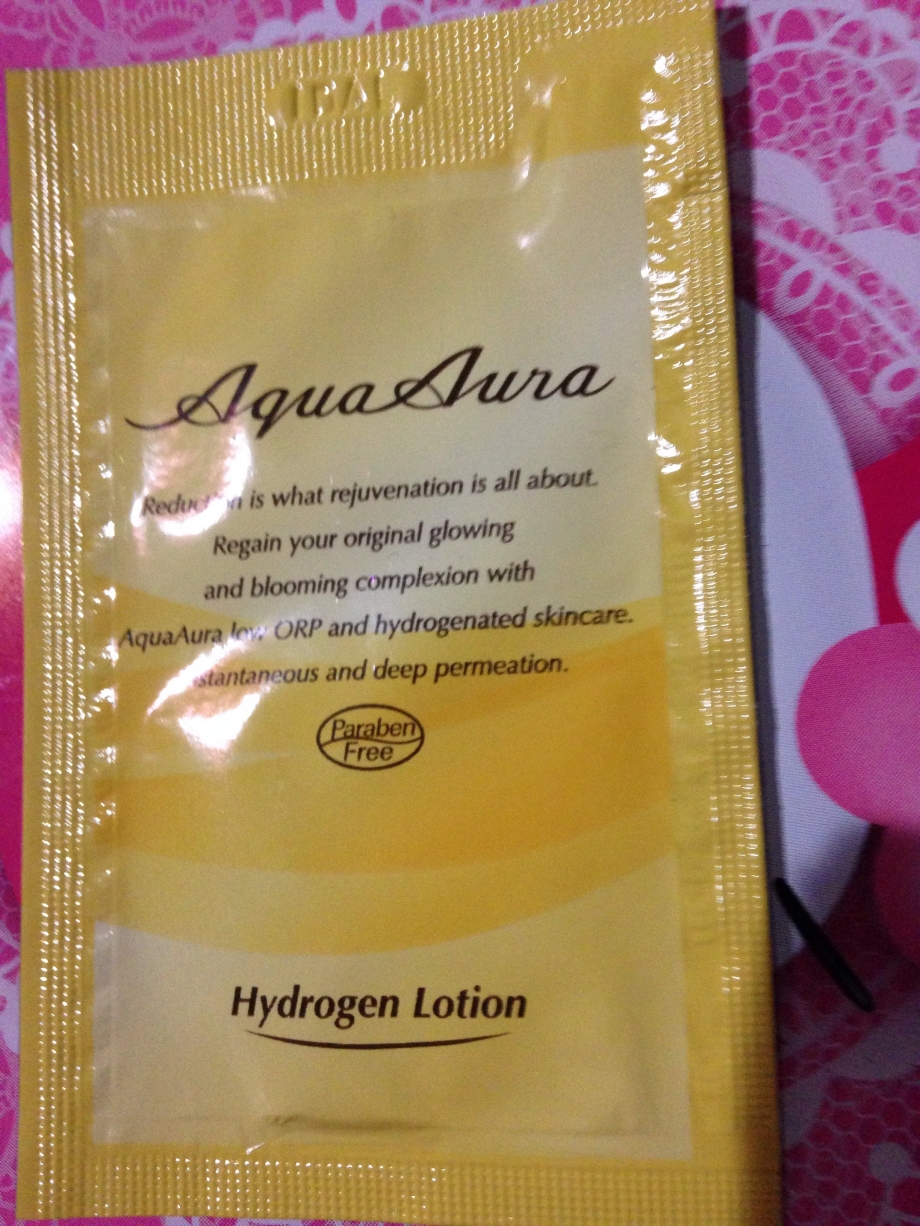 AquaAura
Reduction is what rejuvenation is all about.
Regain your original glowing
and blooming complexion with
AquaAura low ORP and hydrogenated skincare.
and deep permeation.
Paraben
Free
Hydrogen Lotion